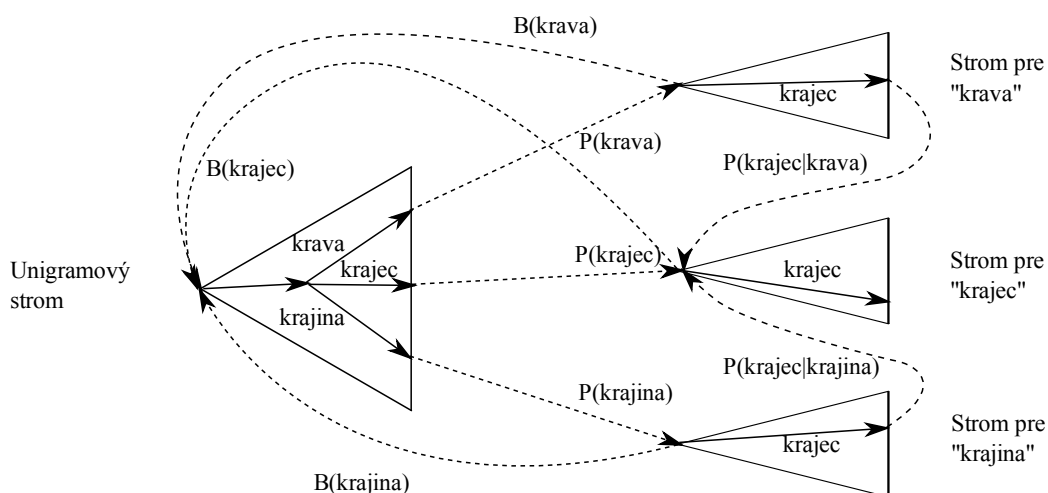 B(krava)
Strom pre
"krava"
krajec
P(krava)
P(krajec|krava)
B(krajec)
krava
P(krajec)
krajec
Strom pre
"krajec"
Unigramový
strom
krajec
krajina
P(krajec|krajina)
P(krajina)
Strom pre
"krajina"
krajec
B(krajina)